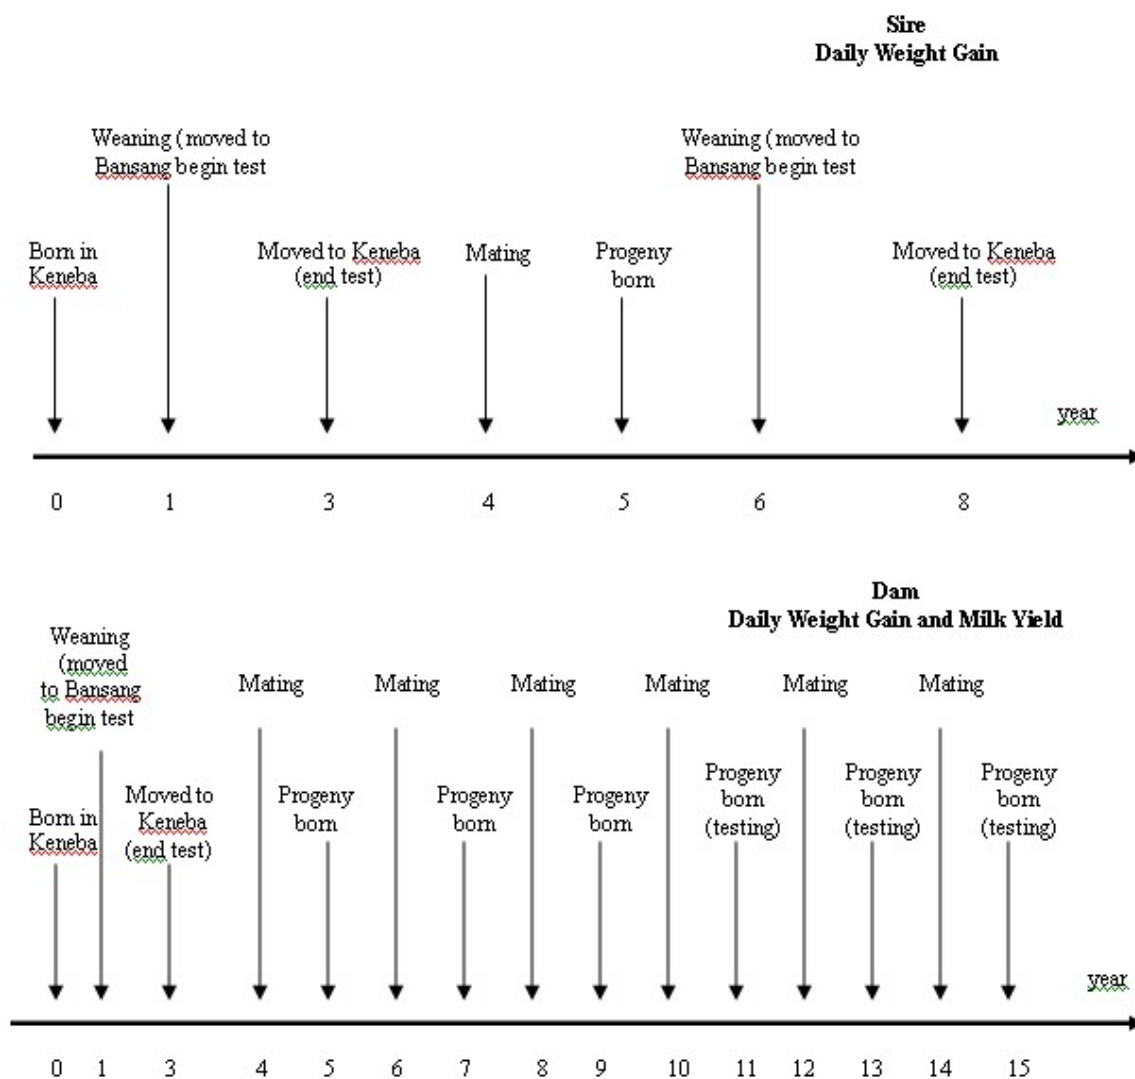 Sire
Daily Weight Gain
Weaning (moved to
Bansang begin test
Weaning (moved to
Bansang begin test
Born in
Keneba
Moved to Keneba
(end test)
Mating
Progeny
born
Moved to Keneba
(end test)
year
0 1 3 4 5 6 8
Dam
Daily Weight Gain and Milk Yield
Weaning
(moved
to Bansang
begin test
Mating Mating Mating Mating Mating Mating
Born in
Keneba
Moved to
Keneba
(end test)
Progeny
born
Progeny
born
Progeny
born
Progeny
born
(testing)
Progeny
born
(testing)
Progeny
born
(testing)
year
0 1 3 4 5 6 7 8 9 10 11 12 13 14 15